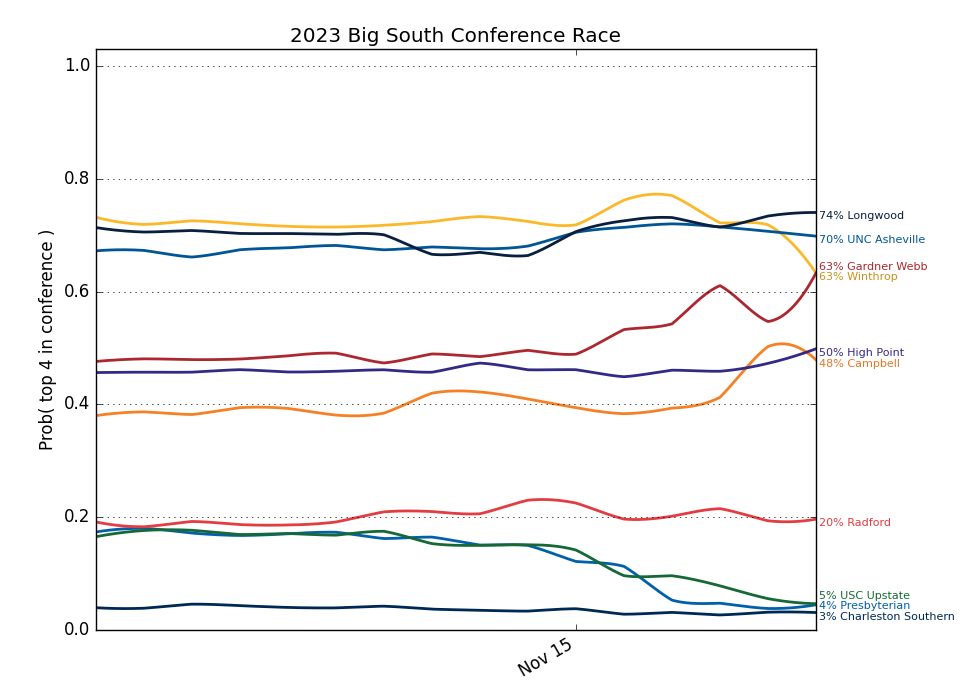 2023 Big South Conference Race
Prob( top 4 in conference )
1.0
0.8
0.6
0.4
0.2
0.0
Nov 15
74% Longwood
70% UNC Asheville
63% Gardner Webb
63% Winthrop
50% High Point
48% Campbell
20% Radford
5% USC Upstate
4% Presbyterian
3% Charleston Southern